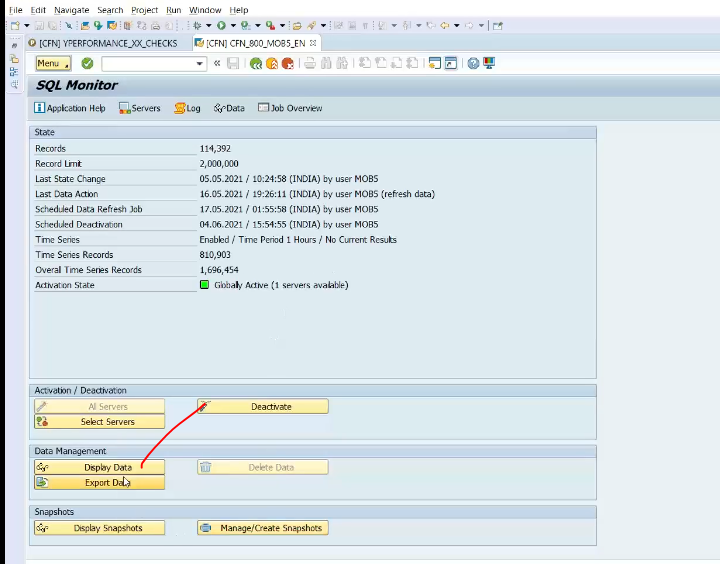 File Edit Navigate Search Project Run Window Help
[CFN] YPERFORMANCE_XX_CHECKS [CFN] CFN_800_MOB5_EN
Menu
SQL Monitor
Application Help Servers Log Data Job Overview
State
Records 114,392
Record Limit 2,000,000
Last State Change 05.05.2021 / 10:24:58 (INDIA) by user MOB5
Last Data Action 16.05.2021 / 19:26:11 (INDIA) by user MOB5 (refresh data)
Scheduled Data Refresh Job 17.05.2021 / 01:55:58 (INDIA) by user MOB5
Scheduled Deactivation 04.06.2021 / 15:54:55 (INDIA) by user MOB5
Time Series Enabled / Time Period 1 Hours / No Current Results
Time Series Records 810,903
Overall Time Series Records 1,696,454
Activation State Globally Active (1 servers available)
Activation / Deactivation
All Servers Deactivate
Select Servers
Data Management
Display Data Delete Data
Export Data
Snapshots
Display Snapshots Manage/Create Snapshots